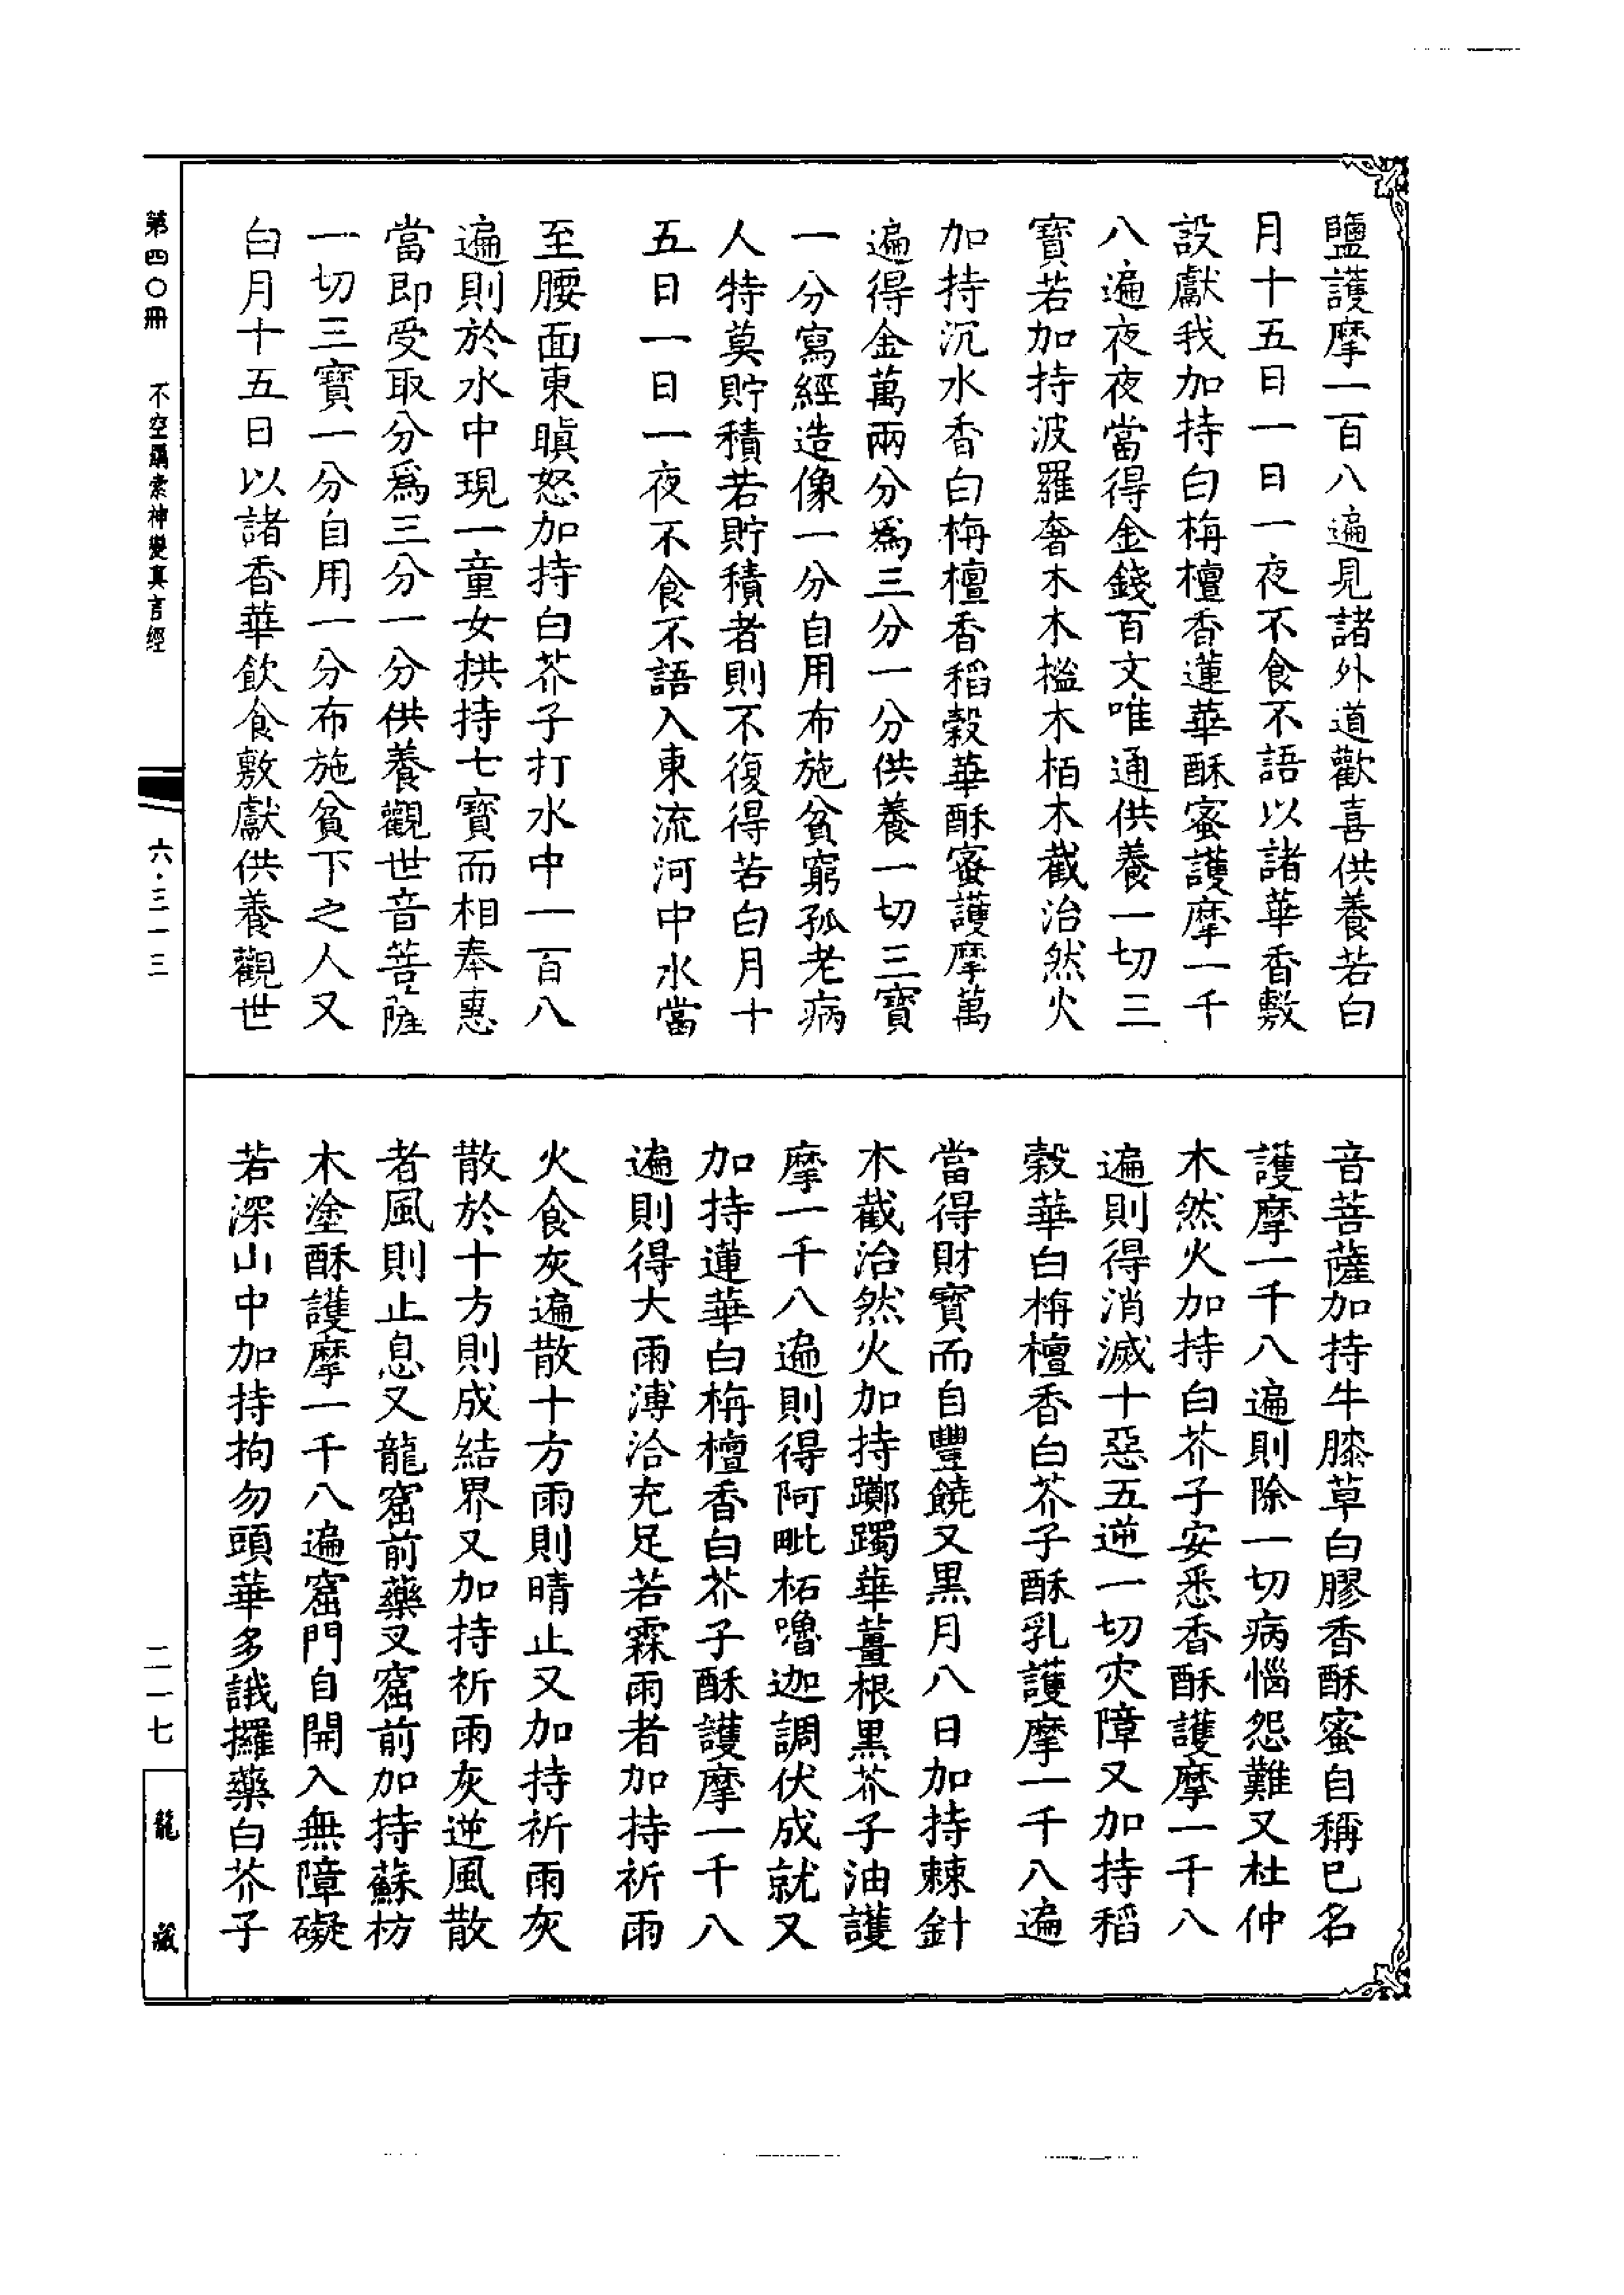 鹽護摩一百八遍見諸外道歡喜供養若白
月十五日一日一夜不食不語以諸華香敷
設獻我加持白栴檀香蓮華酥蜜護摩一千
八遍夜夜當得金錢百文唯通供養一切三
寶若加持波羅奢木木槛木栢木截治然火
加持沉水香白栴檀香稻穀華酥蜜護摩萬
遍得金萬兩分爲三分一分供養一切三寶
一分寫經造像一分自用布施貧窮孤老病
人特莫貯積若貯積者則不復得若白月十
五日一日一夜不食不語入東流河中水當
至腰面東瞋怒加持白芥子打水中一百八
遍則於水中現一童女拱持七寶而相奉惠
當即受取分爲三分一分供養觀世音菩薩
一切三寶一分自用一分布施貧下之人又
白月十五日以諸香華飲食敷獻供養觀世
音菩薩加持牛膝草白膠香酥蜜自稱已名
護摩一千八遍則除一切病惱怨難又杜仲
木然火加持白芥子安悉香酥護摩一千八
遍則得消滅十惡五逆一切灾障又加持稻
穀華白栴檀香白芥子酥乳護摩一千八遍
當得財寶而自豐饒又黑月八日加持棘針
木截治然火加持躑躅華薑根黑芥子油護
摩一千八遍則得阿毗柘嚕迦調伏成就又
加持蓮華白栴檀香白芥子酥護摩一千八
遍則得大雨溥洽充足若霖雨者加持祈雨
火食灰遍散十方雨則晴止又加持祈雨灰
散於十方則成結界又加持祈雨灰逆風散
者風則止息又龍窟前藥叉窟前加持蘇枋
木塗酥護摩一千八遍窟門自開入無障礙
若深山中加持拘勿頭華多誐攞藥白芥子
第四〇冊 不空羂索神變真言經
六·三一三
二一七
龍藏